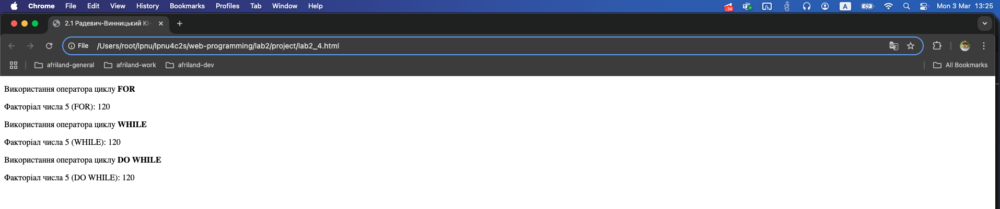 Chrome File Edit View History Bookmarks Profiles Tab Window Help 54 A Mon 3 Mar 13:25
2.1 Радевич-Винницький КІ-
File /Users/root/lpnu/lpnu4c2s/web-programming/lab2/project/lab2_4.html
afriland-general afriland-work afriland-dev All Bookmarks
Використання оператора циклу FOR
Факторіал числа 5 (FOR): 120
Використання оператора циклу WHILE
Факторіал числа 5 (WHILE): 120
Використання оператора циклу DO WHILE
Факторіал числа 5 (DO WHILE): 120